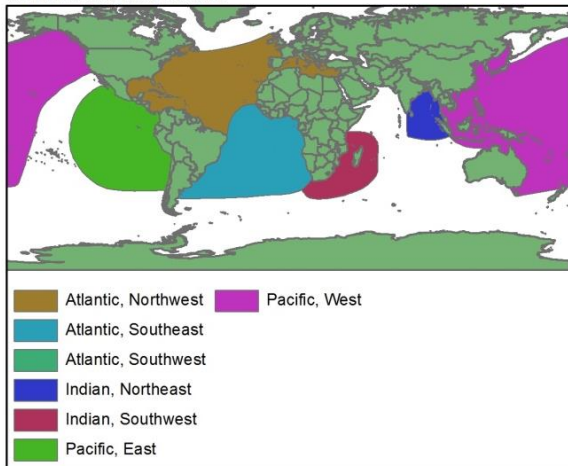 Atlantic, Northwest
Pacific, West
Atlantic, Southeast
Atlantic, Southwest
Indian, Northeast
Indian, Southwest
Pacific, East